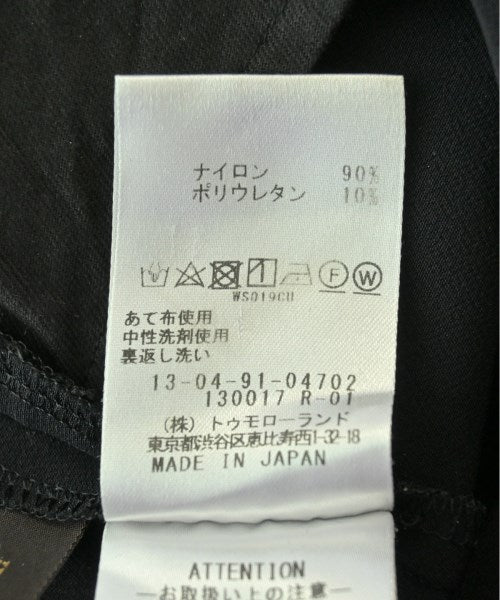 ナイロン 90%
ポリウレタン 10%
F W
WS019CU
あて布使用
中性洗剤使用
裏返し洗い
13-04-91-04702
130017 R-01
(株) トゥモローランド
東京都渋谷区恵比寿西1-32-18
MADE IN JAPAN
ATTENTION
―お取扱い上の注意―